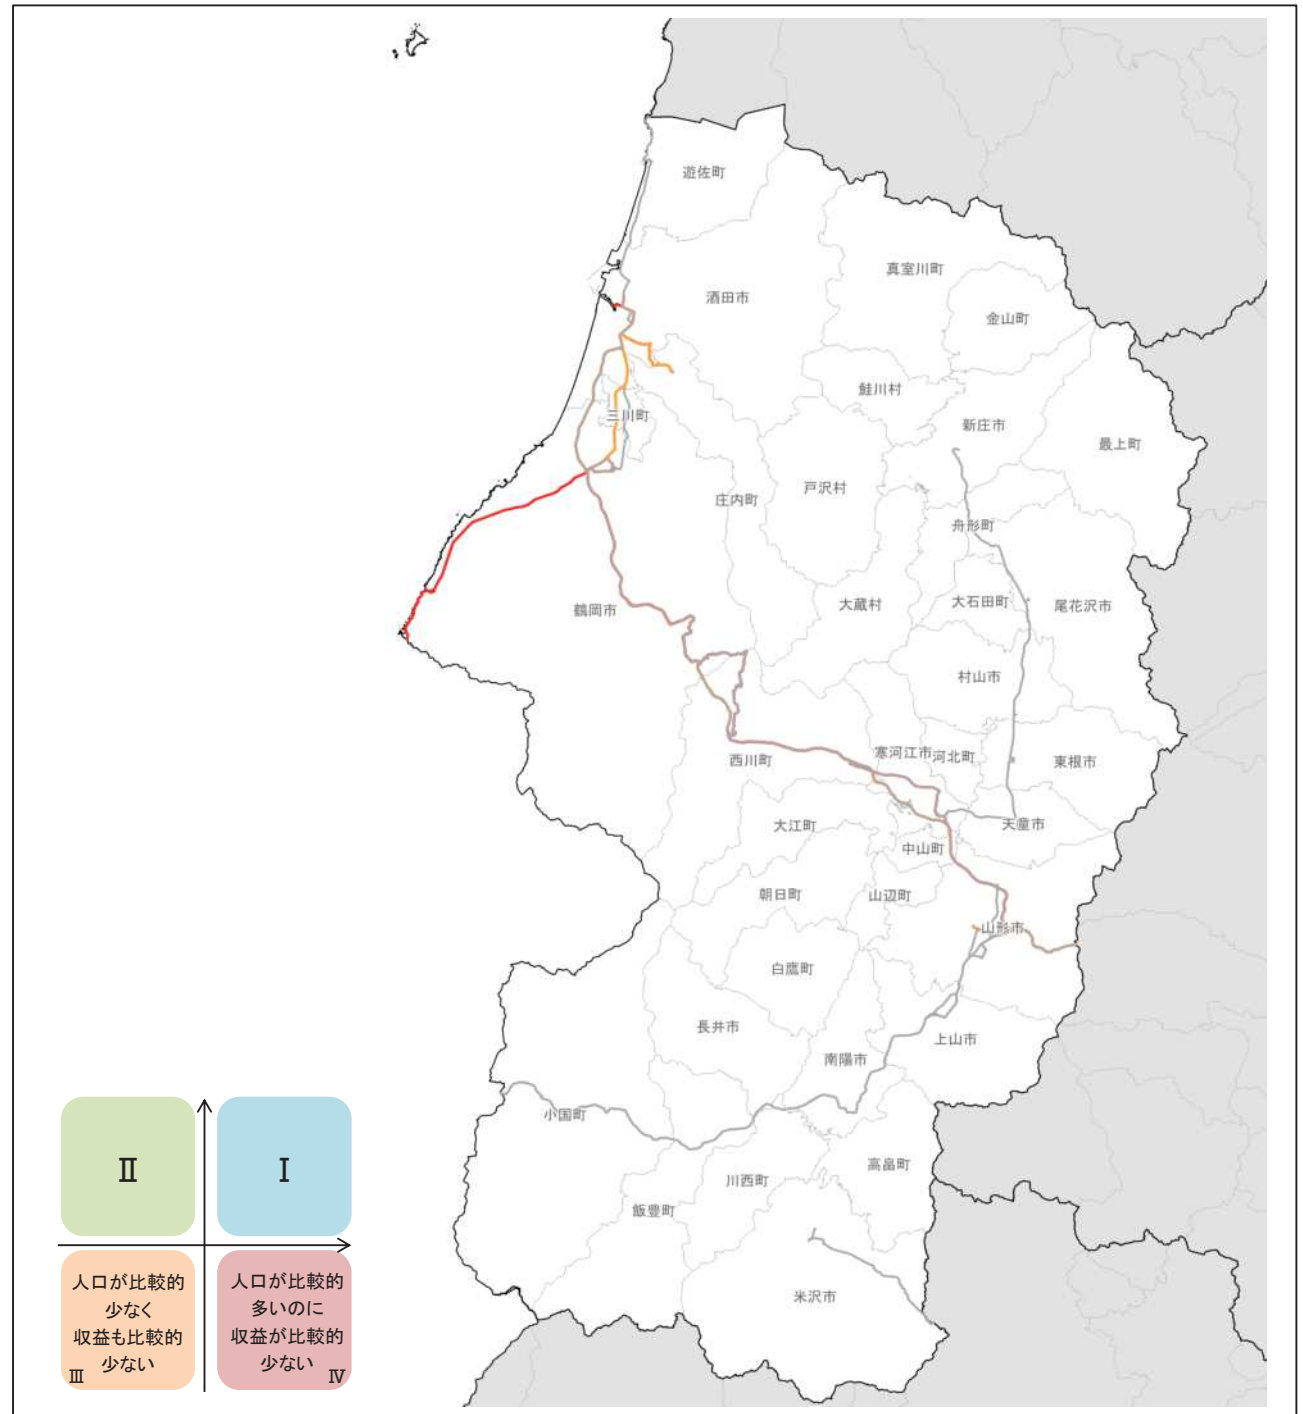 遊佐町
真室川町
酒田市
金山町
鮭川村
三川町
新庄市
最上町
戸沢村
庄内町
舟形町
鶴岡市
大蔵村
大石田町
尾花沢市
村山市
西川町
寒河江市
河北町
東根市
大江町
天童市
中山町
朝日町
山辺町
山形市
白鷹町
長井市
南陽市
上山市
小国町
高畠町
川西町
飯豊町
米沢市
Ⅱ
Ⅰ
人口が比較的
少なく
収益も比較的
少ない
Ⅲ
人口が比較的
多いのに
収益が比較的
少ない
Ⅳ